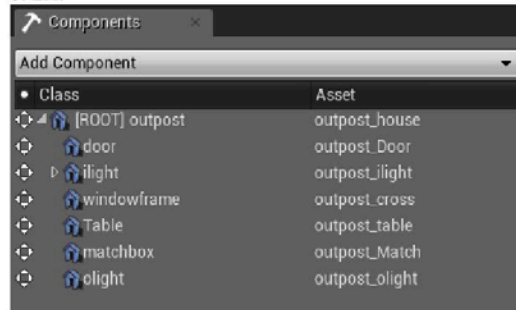 Components
Add Component
Class Asset
[ROOT] outpost outpost_house
door outpost_Door
ilight outpost_ilight
windowframe outpost_cross
Table outpost_table
matchbox outpost_Match
olight outpost_olight